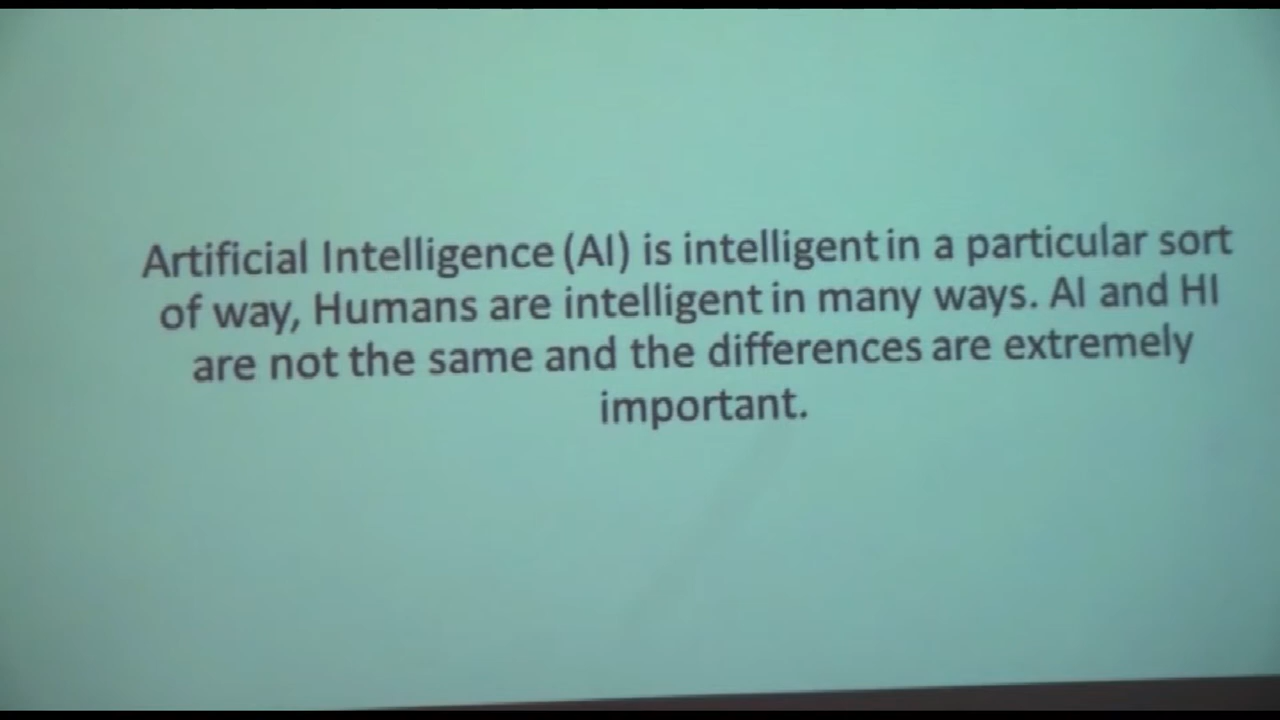 Artificial Intelligence (AI) is intelligent in a particular sort
of way, Humans are intelligent in many ways. AI and HI
are not the same and the differences are extremely
important.